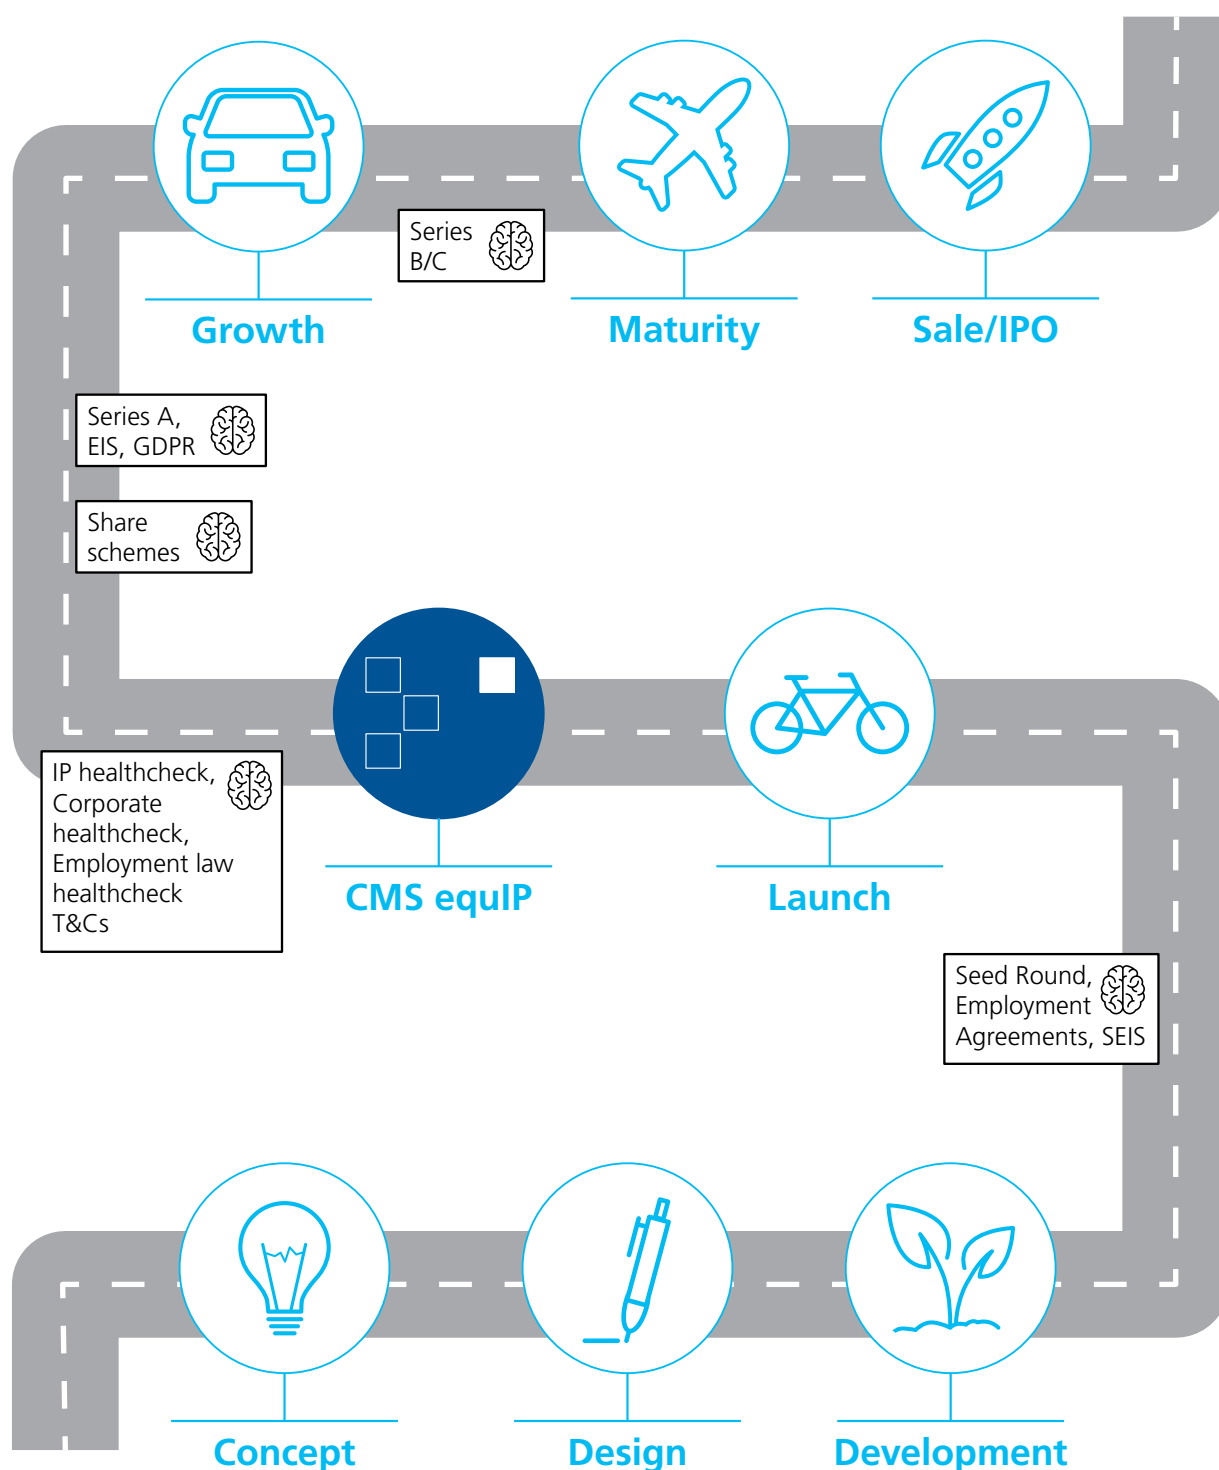 Series
B/C
Growth
Maturity
Sale/IPO
Series A,
EIS, GDPR
Share
schemes
IP healthcheck,
Corporate
healthcheck,
Employment law
healthcheck
T&Cs
CMS equIP
Launch
Seed Round,
Employment
Agreements, SEIS
Concept
Design
Development